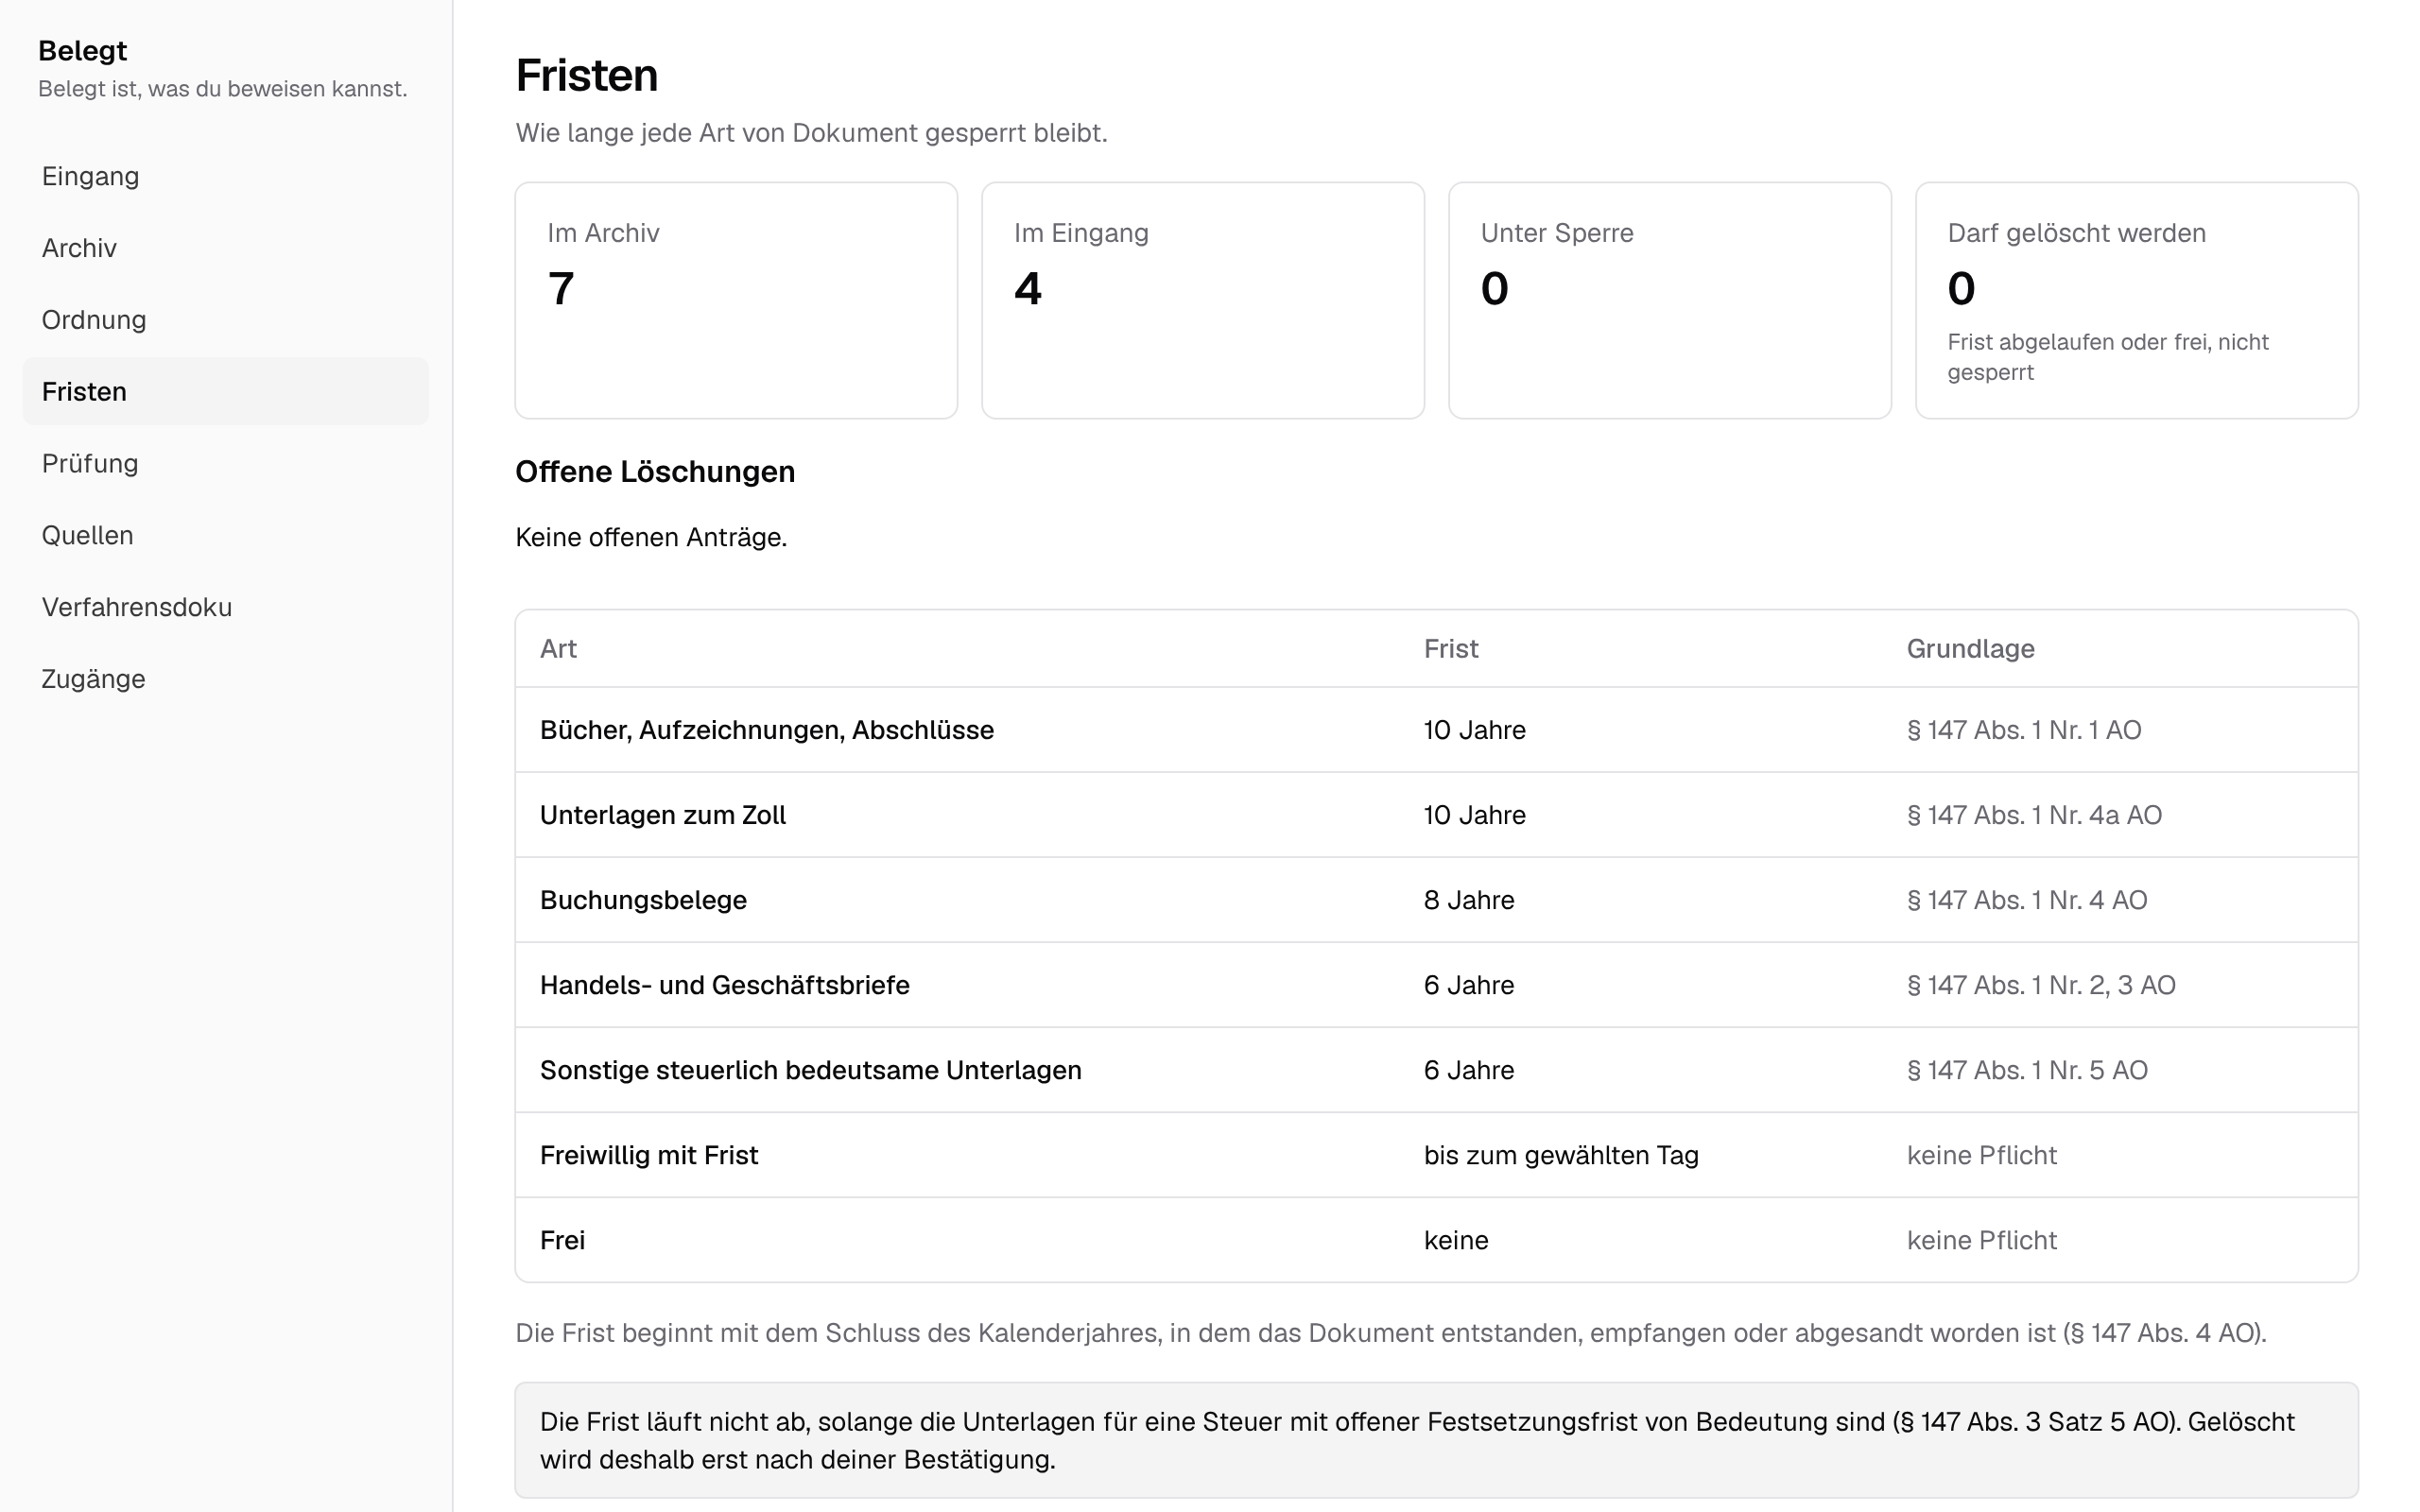 Belegt
Belegt ist, was du beweisen kannst.
Eingang
Archiv
Ordnung
Fristen
Prüfung
Quellen
Verfahrensdoku
Zugänge
Fristen
Wie lange jede Art von Dokument gesperrt bleibt.
Im Archiv
7
Im Eingang
4
Unter Sperre
0
Darf gelöscht werden
0
Frist abgelaufen oder frei, nicht
gesperrt
Offene Löschungen
Keine offenen Anträge.
Art Frist Grundlage
Bücher, Aufzeichnungen, Abschlüsse 10 Jahre § 147 Abs. 1 Nr. 1 AO
Unterlagen zum Zoll 10 Jahre § 147 Abs. 1 Nr. 4a AO
Buchungsbelege 8 Jahre § 147 Abs. 1 Nr. 4 AO
Handels- und Geschäftsbriefe 6 Jahre § 147 Abs. 1 Nr. 2, 3 AO
Sonstige steuerlich bedeutsame Unterlagen 6 Jahre § 147 Abs. 1 Nr. 5 AO
Freiwillig mit Frist bis zum gewählten Tag keine Pflicht
Frei keine keine Pflicht
Die Frist beginnt mit dem Schluss des Kalenderjahres, in dem das Dokument entstanden, empfangen oder abgesandt worden ist (§ 147 Abs. 4 AO).
Die Frist läuft nicht ab, solange die Unterlagen für eine Steuer mit offener Festsetzungsfrist von Bedeutung sind (§ 147 Abs. 3 Satz 5 AO). Gelöscht
wird deshalb erst nach deiner Bestätigung.